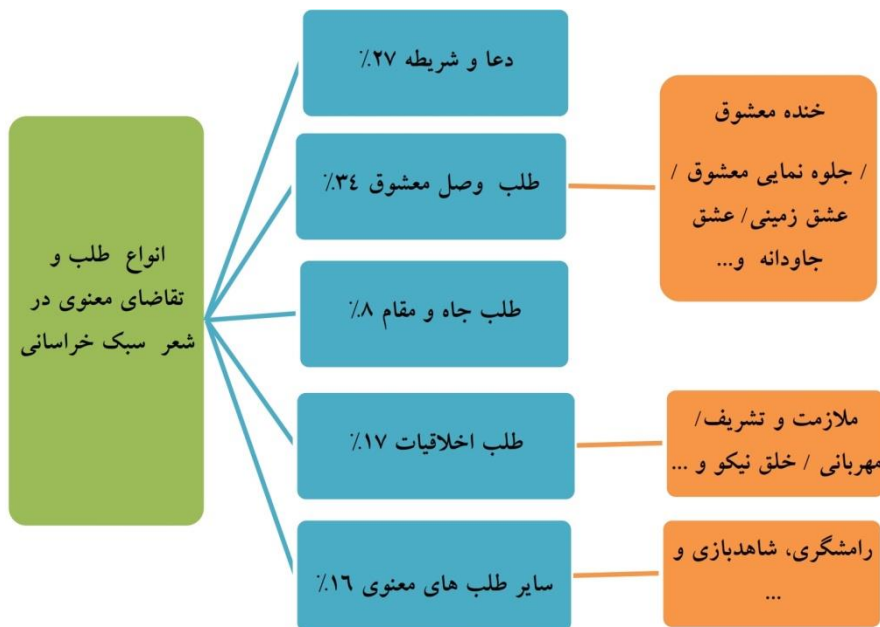 انواع طلب و
تقاضای معنوی در
شعر سبک خراسانی
دعا و شریطه ۲۷٪
طلب وصل معشوق ۳٤٪
خنده معشوق
/ جلوه نمایی معشوق /
عشق زمینی/ عشق
جاودانه و...
طلب جاه و مقام ۸٪
طلب اخلاقیات ۱۷٪
ملازمت و تشریف/
مهربانی / خلق نیکو و ...
سایر طلب های معنوی ۱٦٪
رامشگری، شاهدبازی و
...